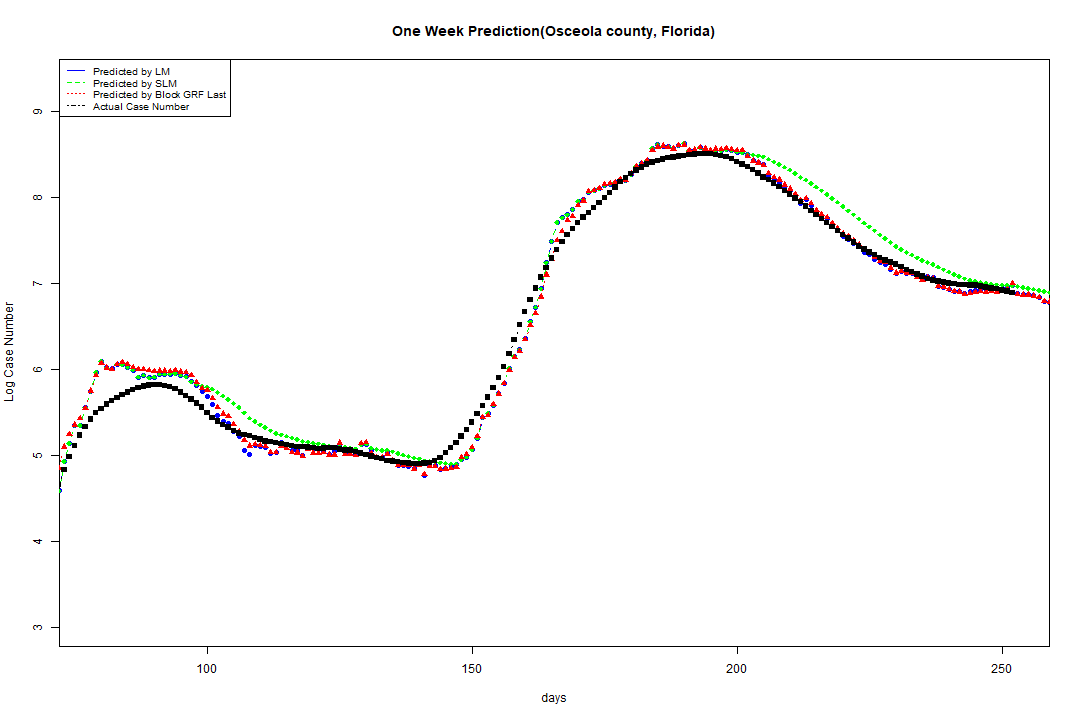 One Week Prediction(Osceola county, Florida)
Predicted by LM
Predicted by SLM
Predicted by Block GRF Last
Actual Case Number
9
8
7
6
5
4
3
Log Case Number
100 150 200 250
days